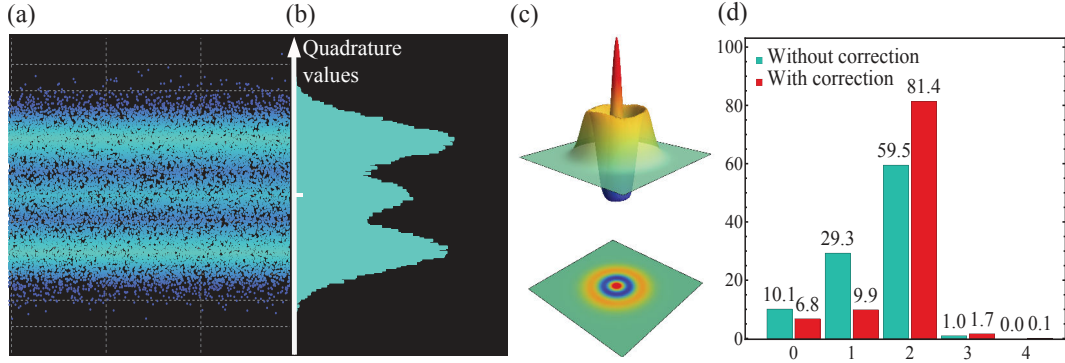 (a)
(b)
(c)
(d)
Quadrature
values
100
80
60
40
20
0
Without correction
With correction
10.1
6.8
29.3
9.9
59.5
81.4
1.0
1.7
0.0
0.1
0
1
2
3
4